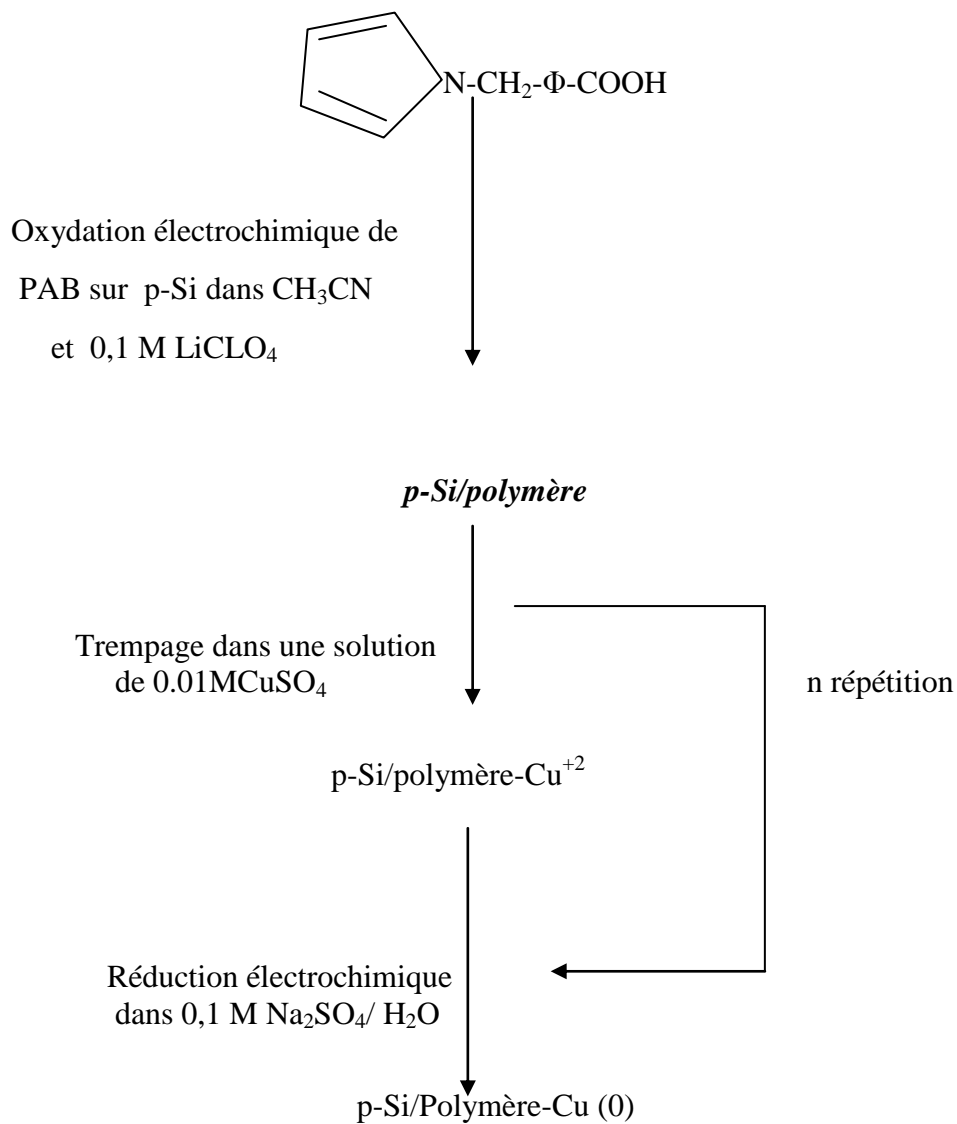 N-CH₂-Φ-COOH
Oxydation électrochimique de
PAB sur p-Si dans CH₃CN
et 0,1 M LiCLO₄
p-Si/polymère
Trempage dans une solution
de 0.01MCuSO₄
n répétition
p-Si/polymère-Cu⁺²
Réduction électrochimique
dans 0,1 M Na₂SO₄/ H₂O
p-Si/Polymère-Cu (0)